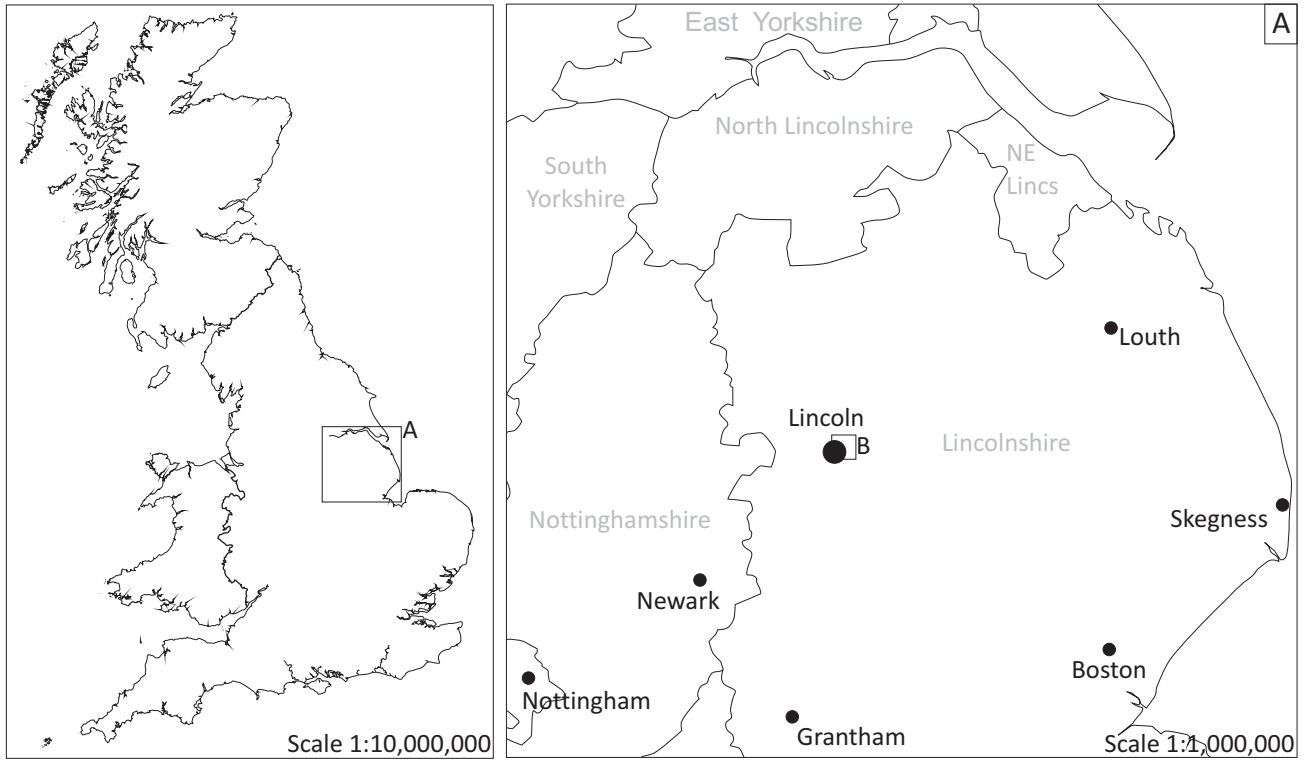 A
Scale 1:10,000,000
A
East Yorkshire
North Lincolnshire
South
Yorkshire
NE
Lincs
Louth
Lincoln
B
Lincolnshire
Nottinghamshire
Skegness
Newark
Boston
Nottingham
Grantham
Scale 1:1,000,000